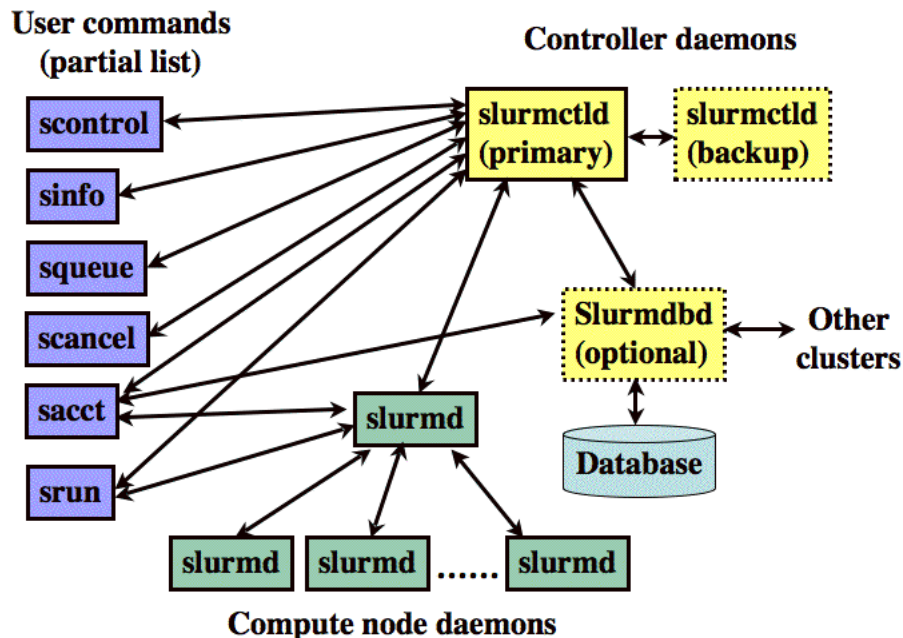 User commands
(partial list)
Controller daemons
scontrol
sinfo
squeue
scancel
sacct
srun
slurmctld
(primary)
slurmctld
(backup)
Slurmdbd
(optional)
Other
clusters
Database
slurmd
slurmd
slurmd
......
slurmd
Compute node daemons